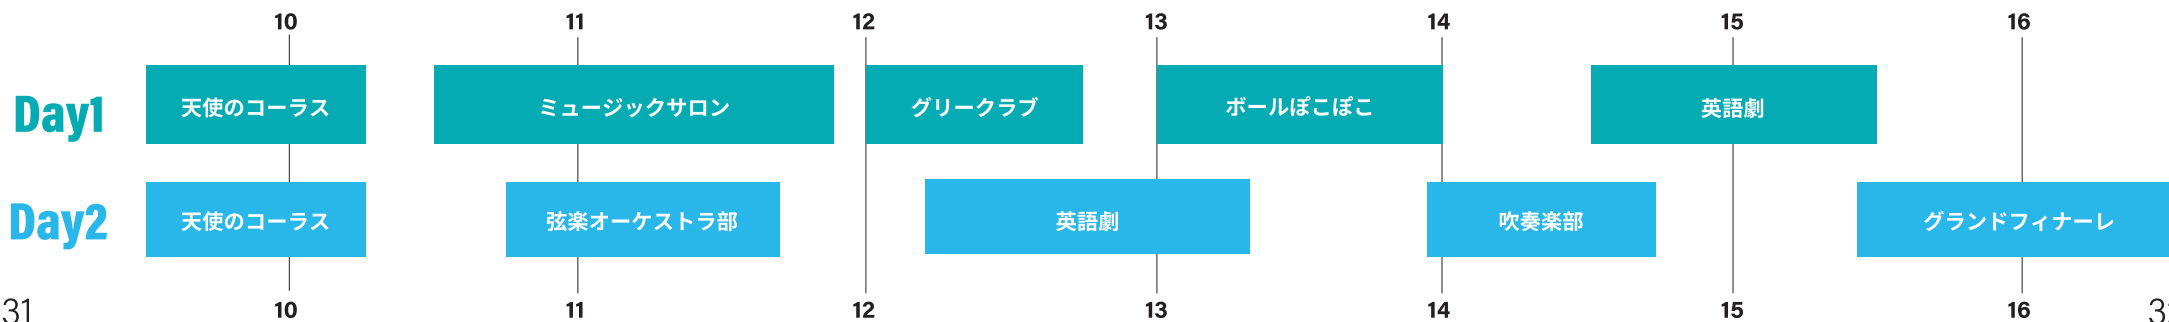 10 11 12 13 14 15 16
Day1 天使のコーラス ミュージックサロン グリークラブ ボールぽこぽこ 英語劇
Day2 天使のコーラス 弦楽オーケストラ部 英語劇 吹奏楽部 グランドフィナーレ
10 11 12 13 14 15 16
31